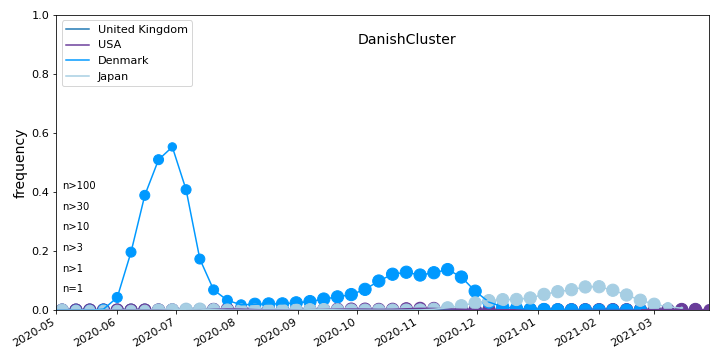 1.0
0.8
0.6
0.4
0.2
0.0
frequency
United Kingdom
USA
Denmark
Japan
DanishCluster
n>100
n>30
n>10
n>3
n>1
n=1
2020-05
2020-06
2020-07
2020-08
2020-09
2020-10
2020-11
2020-12
2021-01
2021-02
2021-03